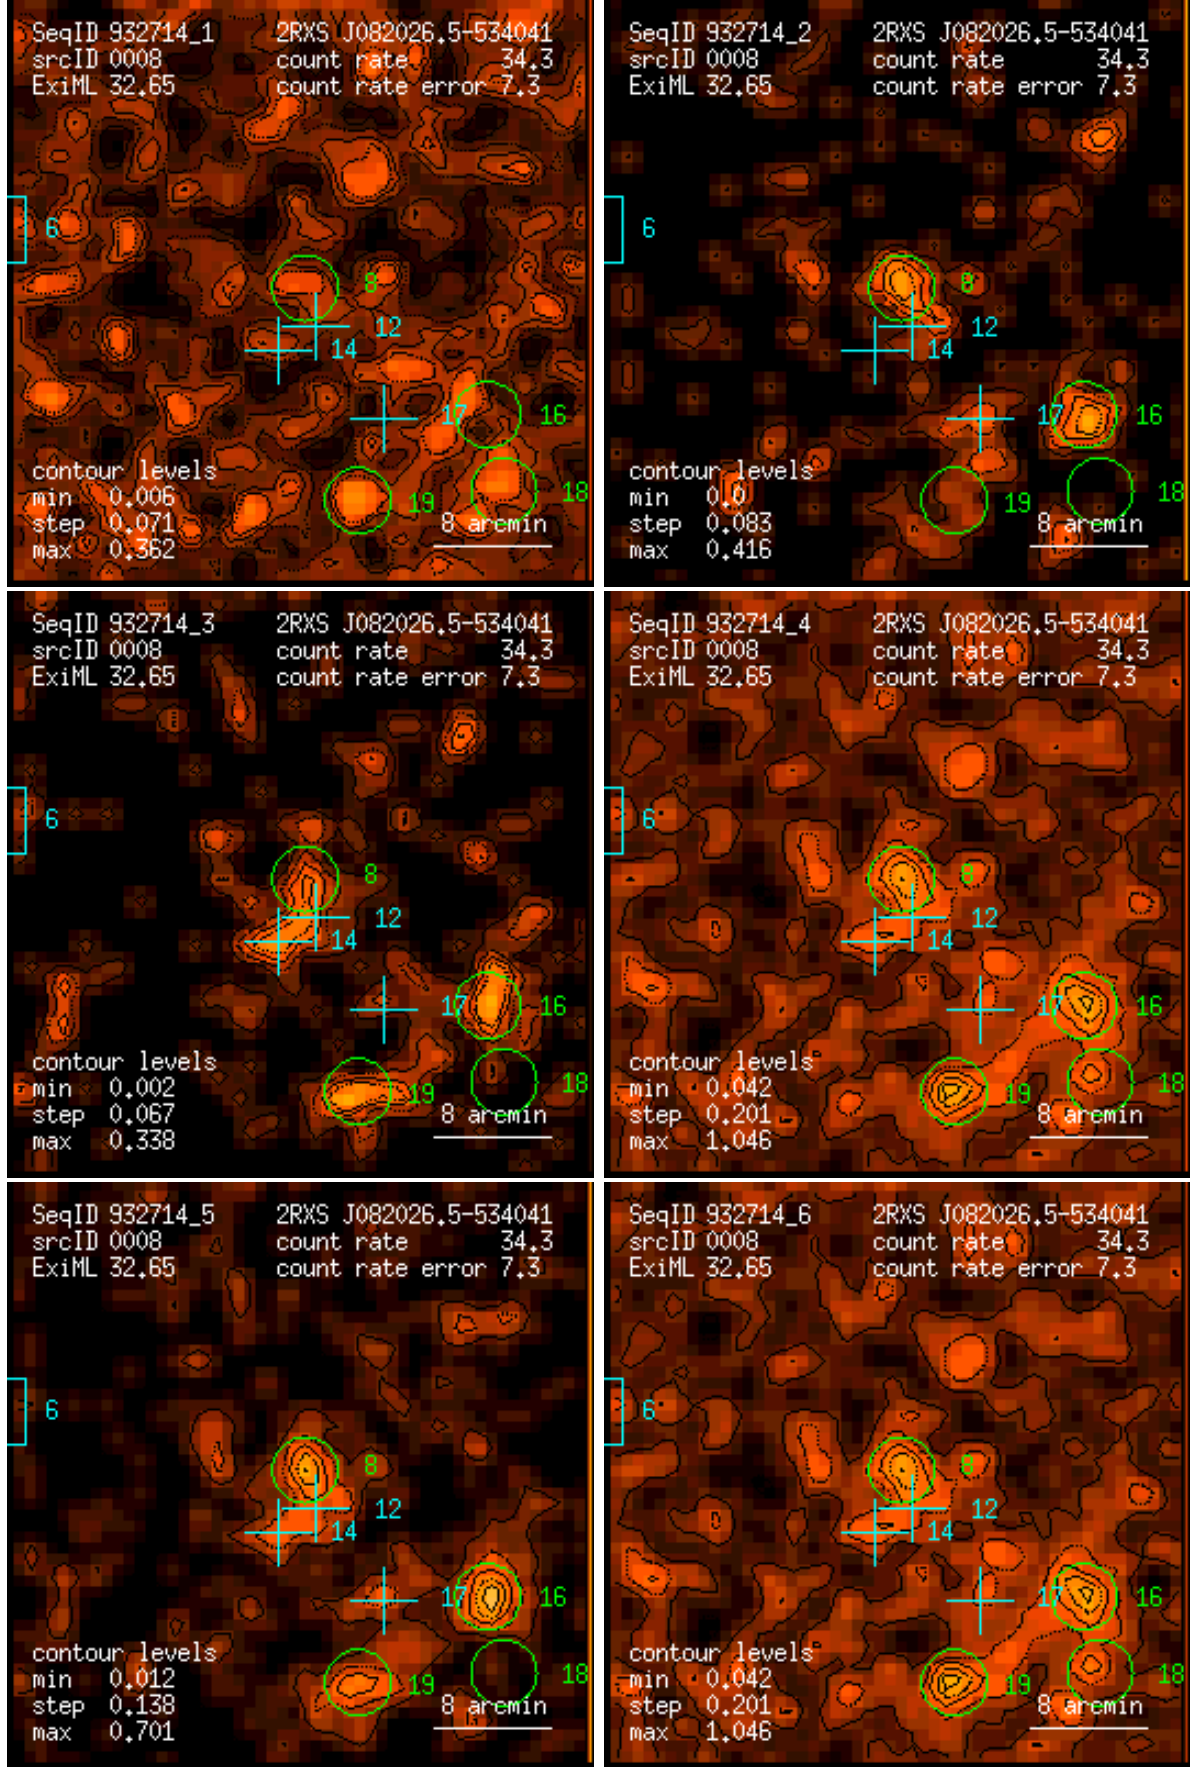 SeqID 932714_1 2RXS J082026.5-534041
srcID 0008 count rate 34.3
ExiML 32.65 count rate error 7.3
6
8
12
14
17 16
contour levels
min 0.006
18
19
step 0.071 8 arcmin
max 0.362
SeqID 932714_2 2RXS J082026.5-534041
srcID 0008 count rate 34.3
ExiML 32.65 count rate error 7.3
6
8
12
14
17 16
contour levels
min 0.0
18
19
step 0.083 8 arcmin
max 0.416
SeqID 932714_3 2RXS J082026.5-534041
srcID 0008 count rate 34.3
ExiML 32.65 count rate error 7.3
6
8
12
14
17 16
contour levels
min 0.002
18
19
step 0.067 8 arcmin
max 0.338
SeqID 932714_4 2RXS J082026.5-534041
srcID 0008 count rate 34.3
ExiML 32.65 count rate error 7.3
6
8
12
14
17 16
contour levels
min 0.042
18
19
step 0.201 8 arcmin
max 1.046
SeqID 932714_5 2RXS J082026.5-534041
srcID 0008 count rate 34.3
ExiML 32.65 count rate error 7.3
6
8
12
14
17 16
contour levels
min 0.012
18
19
step 0.138 8 arcmin
max 0.701
SeqID 932714_6 2RXS J082026.5-534041
srcID 0008 count rate 34.3
ExiML 32.65 count rate error 7.3
6
8
12
14
17 16
contour levels
min 0.042
18
19
step 0.201 8 arcmin
max 1.046